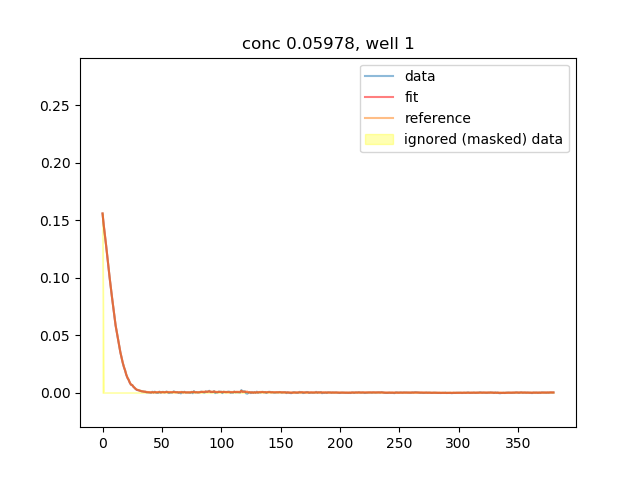 conc 0.05978, well 1
data
fit
reference
ignored (masked) data
0.25
0.20
0.15
0.10
0.05
0.00
0 50 100 150 200 250 300 350